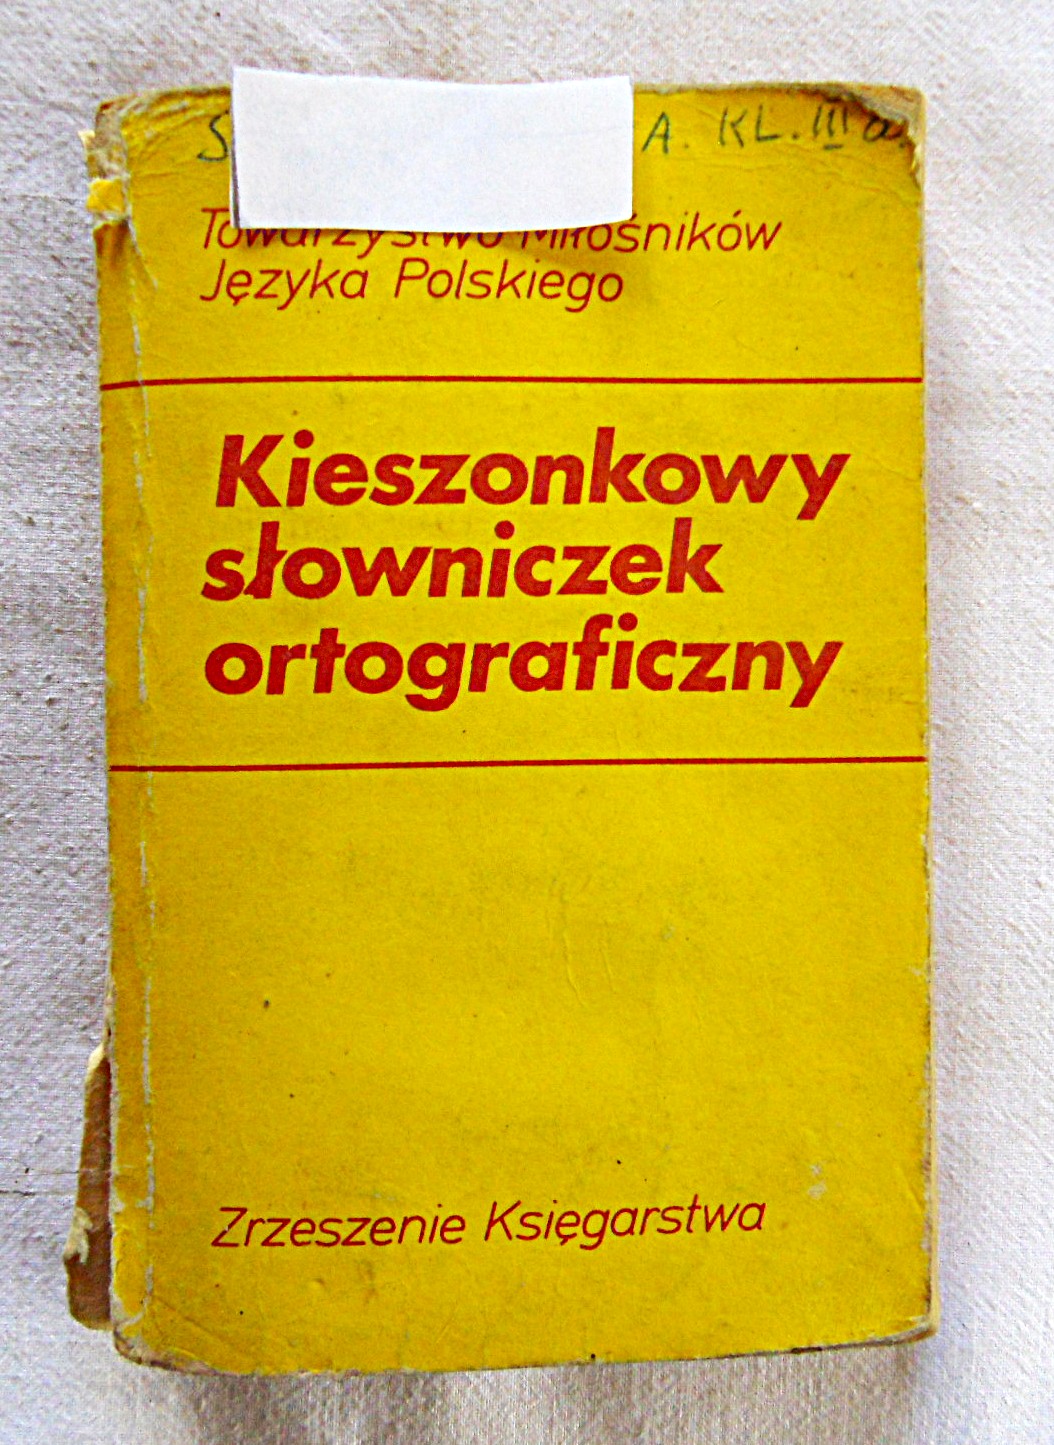 S A. KL. III a.
Towarzystwo Miłośników
Języka Polskiego
Kieszonkowy
słowniczek
ortograficzny
Zrzeszenie Księgarstwa